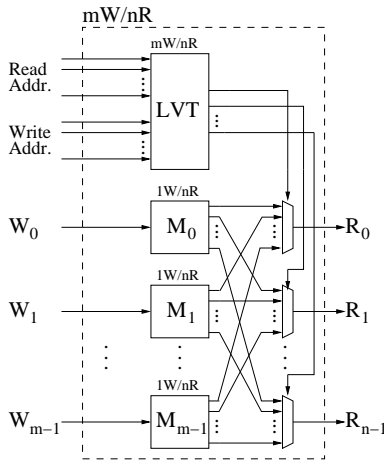 mW/nR
mW/nR
Read
Addr.
LVT
Write
Addr.
1W/nR
W0 M0 R0
1W/nR
W1 M1 R1
1W/nR
Wm−1 Mm−1 Rn−1